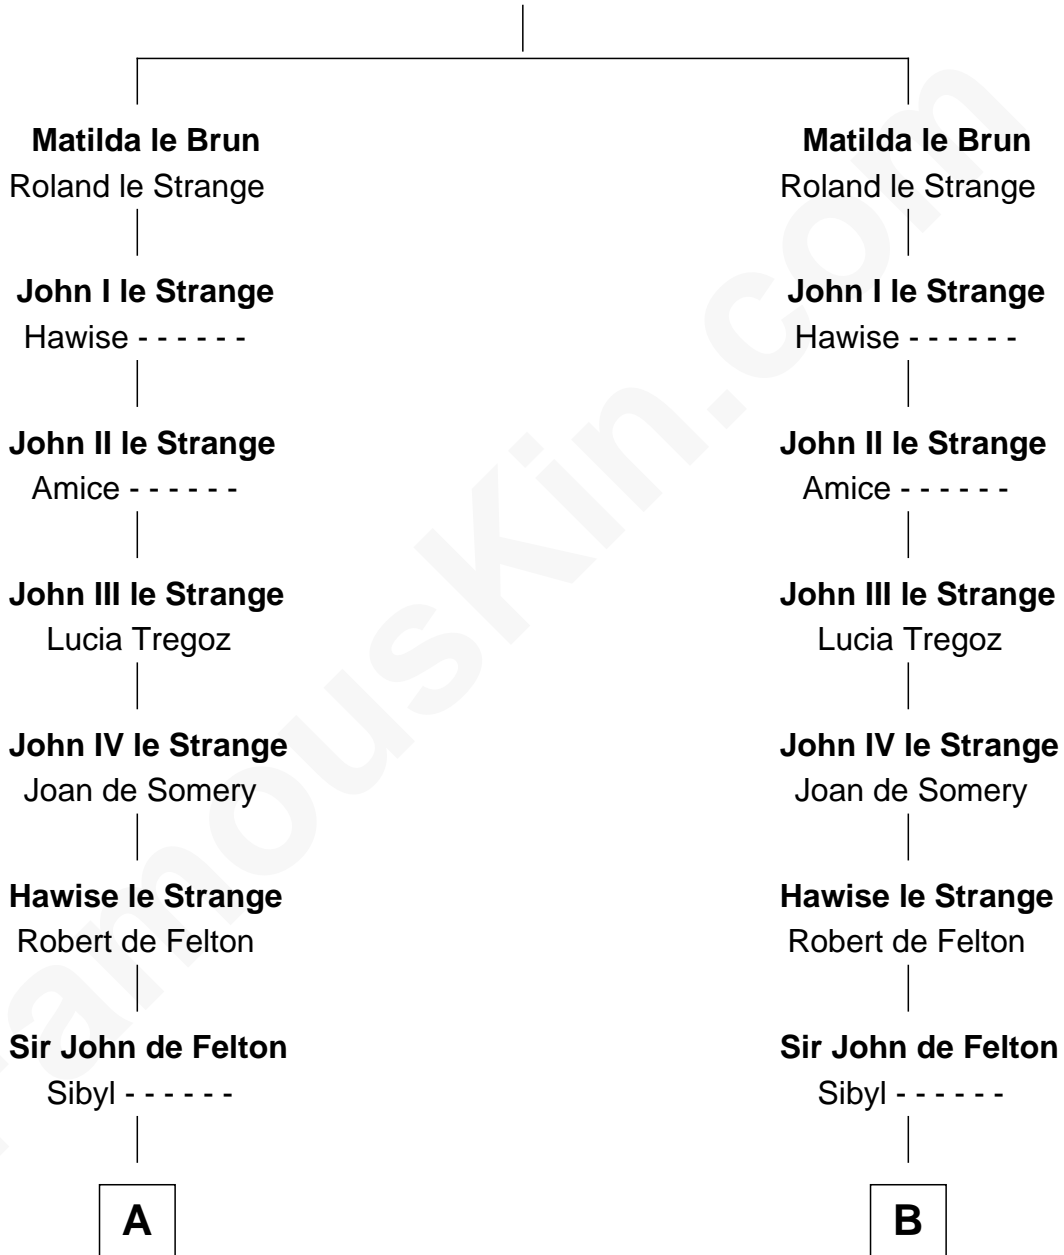 Matilda le Brun
Roland le Strange
John I le Strange
Hawise - - - - - -
John II le Strange
Amice - - - - - -
John III le Strange
Lucia Tregoz
John IV le Strange
Joan de Somery
Hawise le Strange
Robert de Felton
Sir John de Felton
Sibyl - - - - - -
A
Matilda le Brun
Roland le Strange
John I le Strange
Hawise - - - - - -
John II le Strange
Amice - - - - - -
John III le Strange
Lucia Tregoz
John IV le Strange
Joan de Somery
Hawise le Strange
Robert de Felton
Sir John de Felton
Sibyl - - - - - -
B
FamousKin.com